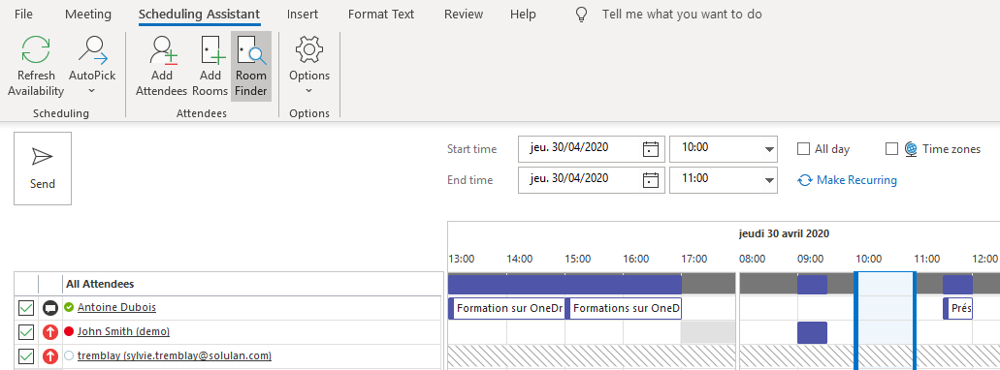 File Meeting Scheduling Assistant Insert Format Text Review Help Tell me what you want to do
Refresh Availability
AutoPick
Add Attendees
Add Rooms
Room Finder
Options
Scheduling Attendees Options
Send
Start time jeu. 30/04/2020 10:00 All day Time zones
End time jeu. 30/04/2020 11:00 Make Recurring
jeudi 30 avril 2020
13:00 14:00 15:00 16:00 17:00 08:00 09:00 10:00 11:00 12:00
All Attendees
Antoine Dubois Formation sur OneDr Formations sur OneD Prés
John Smith (demo)
tremblay (sylvie.tremblay@solulan.com)